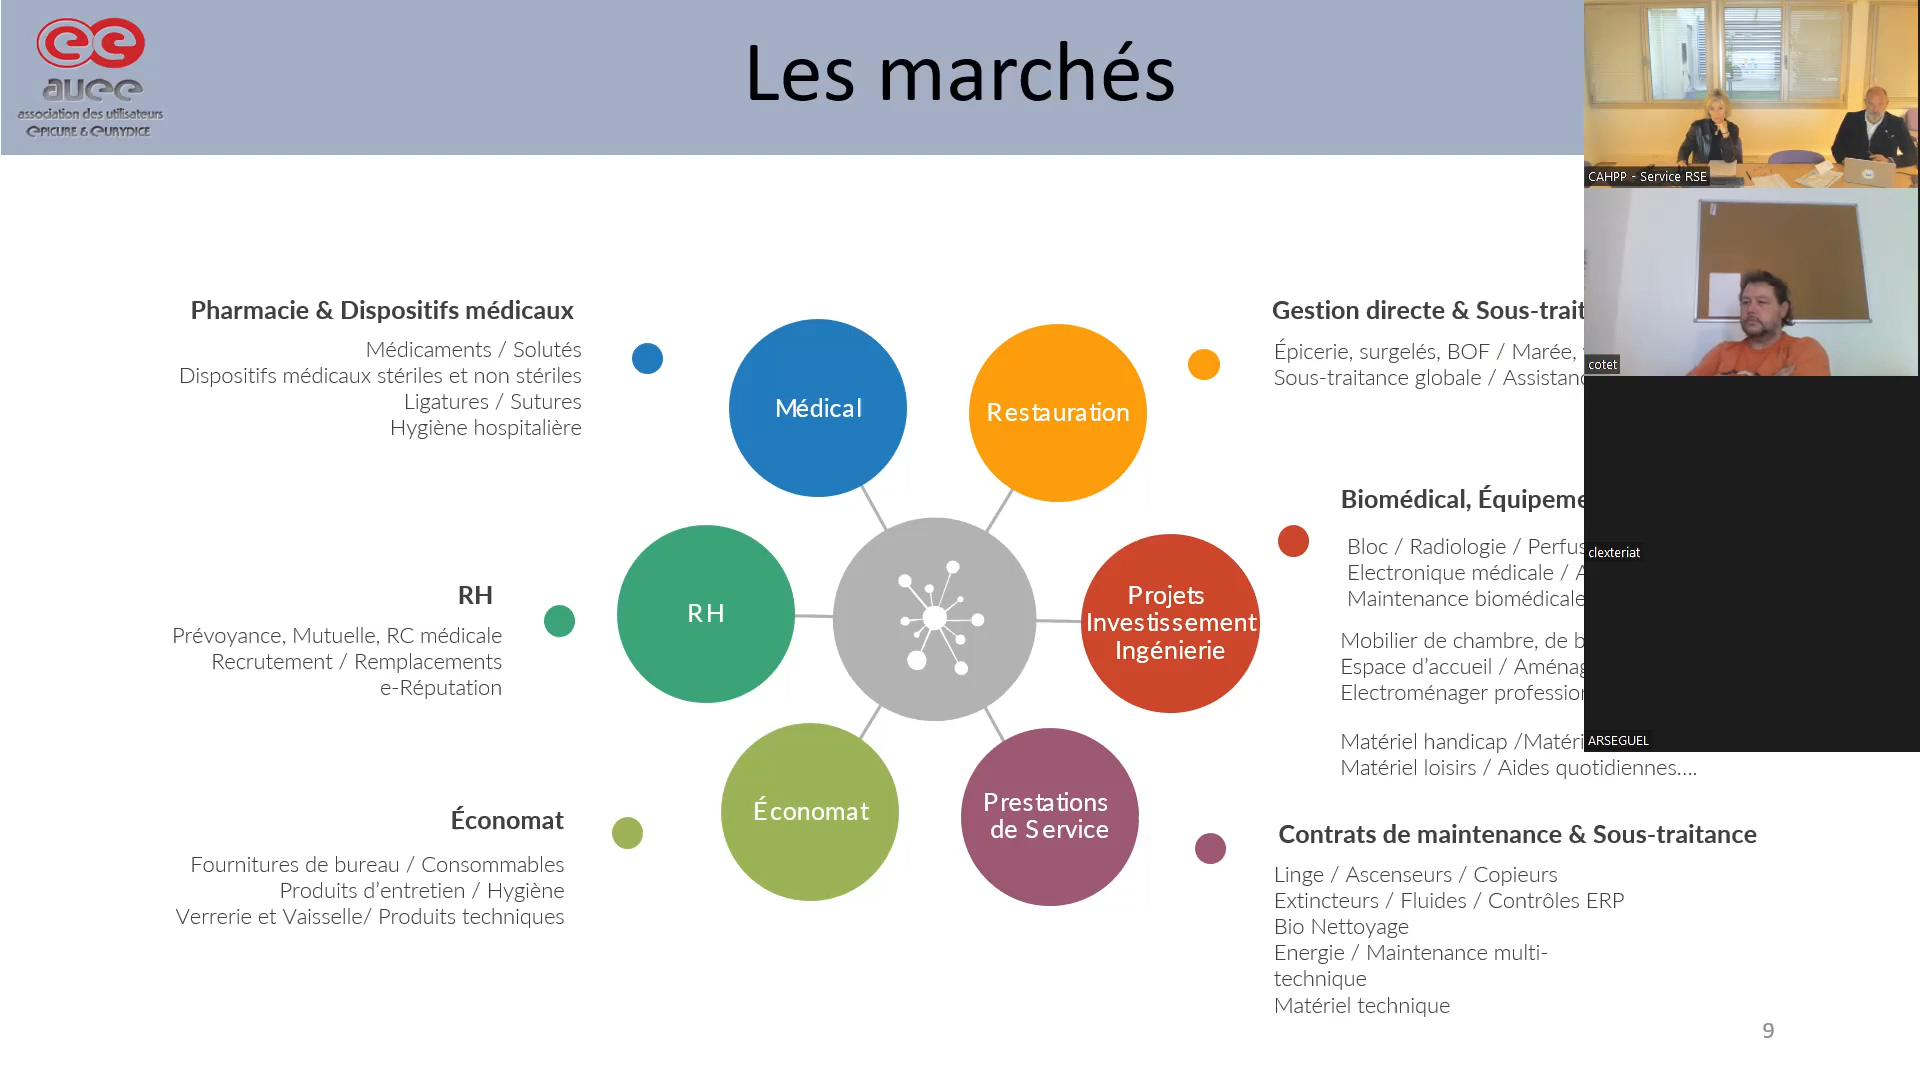 auee
association des utilisateurs
EPICURE & EURYDICE
Les marchés
Pharmacie & Dispositifs médicaux
Médicaments / Solutés
Dispositifs médicaux stériles et non stériles
Ligatures / Sutures
Hygiène hospitalière
RH
Prévoyance, Mutuelle, RC médicale
Recrutement / Remplacements
e-Réputation
Économat
Fournitures de bureau / Consommables
Produits d'entretien / Hygiène
Verrerie et Vaisselle/ Produits techniques
Médical
Restauration
RH
Projets
Investissement
Ingénierie
Économat
Prestations
de Service
Gestion directe & Sous-trait
Épicerie, surgelés, BOF / Marée,
Sous-traitance globale / Assistanc
Biomédical, Équipeme
Bloc / Radiologie / Perfus
Electronique médicale / A
Maintenance biomédicale
Mobilier de chambre, de b
Espace d'accueil / Aménag
Electroménager profession
Matériel handicap /Matéri
Matériel loisirs / Aides quotidiennes....
Contrats de maintenance & Sous-traitance
Linge / Ascenseurs / Copieurs
Extincteurs / Fluides / Contrôles ERP
Bio Nettoyage
Energie / Maintenance multi-
technique
Matériel technique
9
CAHPP - Service RSE
cotet
clexteriat
ARSEGUEL